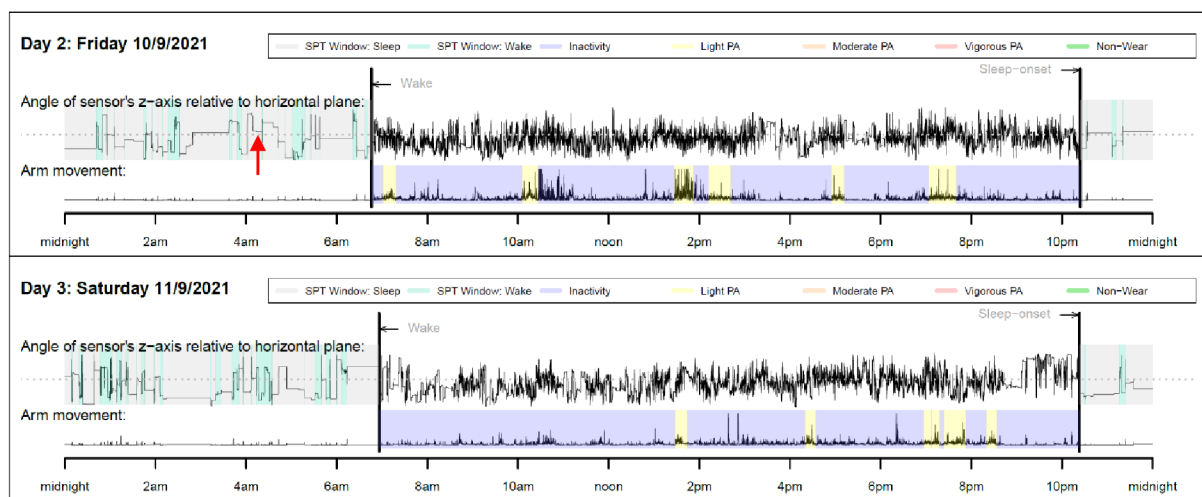 Day 2: Friday 10/9/2021
SPT Window: Sleep SPT Window: Wake Inactivity Light PA Moderate PA Vigorous PA Non-Wear
Wake
Sleep-onset
Angle of sensor's z-axis relative to horizontal plane:
Arm movement:
midnight 2am 4am 6am 8am 10am noon 2pm 4pm 6pm 8pm 10pm midnight
Day 3: Saturday 11/9/2021
SPT Window: Sleep SPT Window: Wake Inactivity Light PA Moderate PA Vigorous PA Non-Wear
Sleep-onset
Wake
Angle of sensor's z-axis relative to horizontal plane:
Arm movement:
midnight 2am 4am 6am 8am 10am noon 2pm 4pm 6pm 8pm 10pm midnight